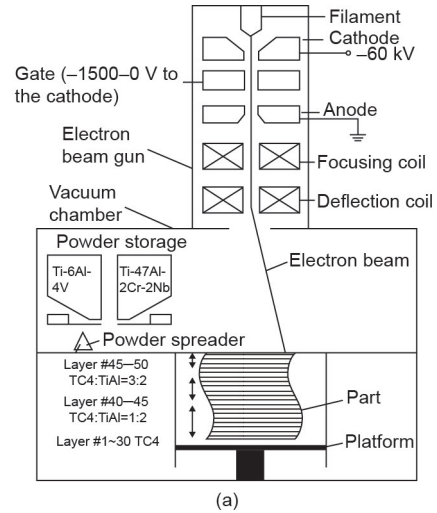 Filament
Cathode
–60 kV
Gate (–1500–0 V to
the cathode)
Anode
Electron
beam gun
Focusing coil
Vacuum
chamber
Deflection coil
Powder storage
Ti-6Al-
4V
Ti-47Al-
2Cr-2Nb
Electron beam
Powder spreader
Layer #45–50
TC4:TiAl=3:2
Layer #40–45
TC4:TiAl=1:2
Layer #1~30 TC4
Part
Platform
(a)